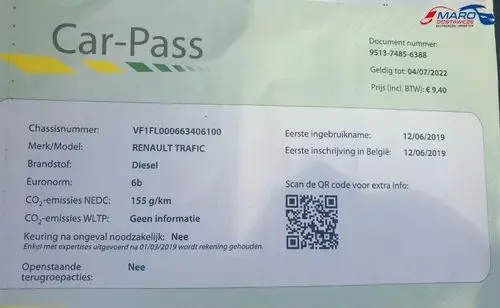 MARO
DOSTAWCZE
Car-Pass
Document nummer:
9513-7485-6388
Geldig tot: 04/07/2022
Prijs (incl. BTW): € 9,40
Chassisnummer: VF1FL000663406100
Merk/Model: RENAULT TRAFIC
Brandstof: Diesel
Euronorm: 6b
CO2-emissies NEDC: 155 g/km
CO2-emissies WLTP: Geen informatie
Keuring na ongeval noodzakelijk: Nee
Enkel met expertises uitgevoerd na 01/03/2019 wordt rekening gehouden.
Openstaande Nee
terugroepacties:
Eerste ingebruikname: 12/06/2019
Eerste inschrijving in België: 12/06/2019
Scan de QR code voor extra info: